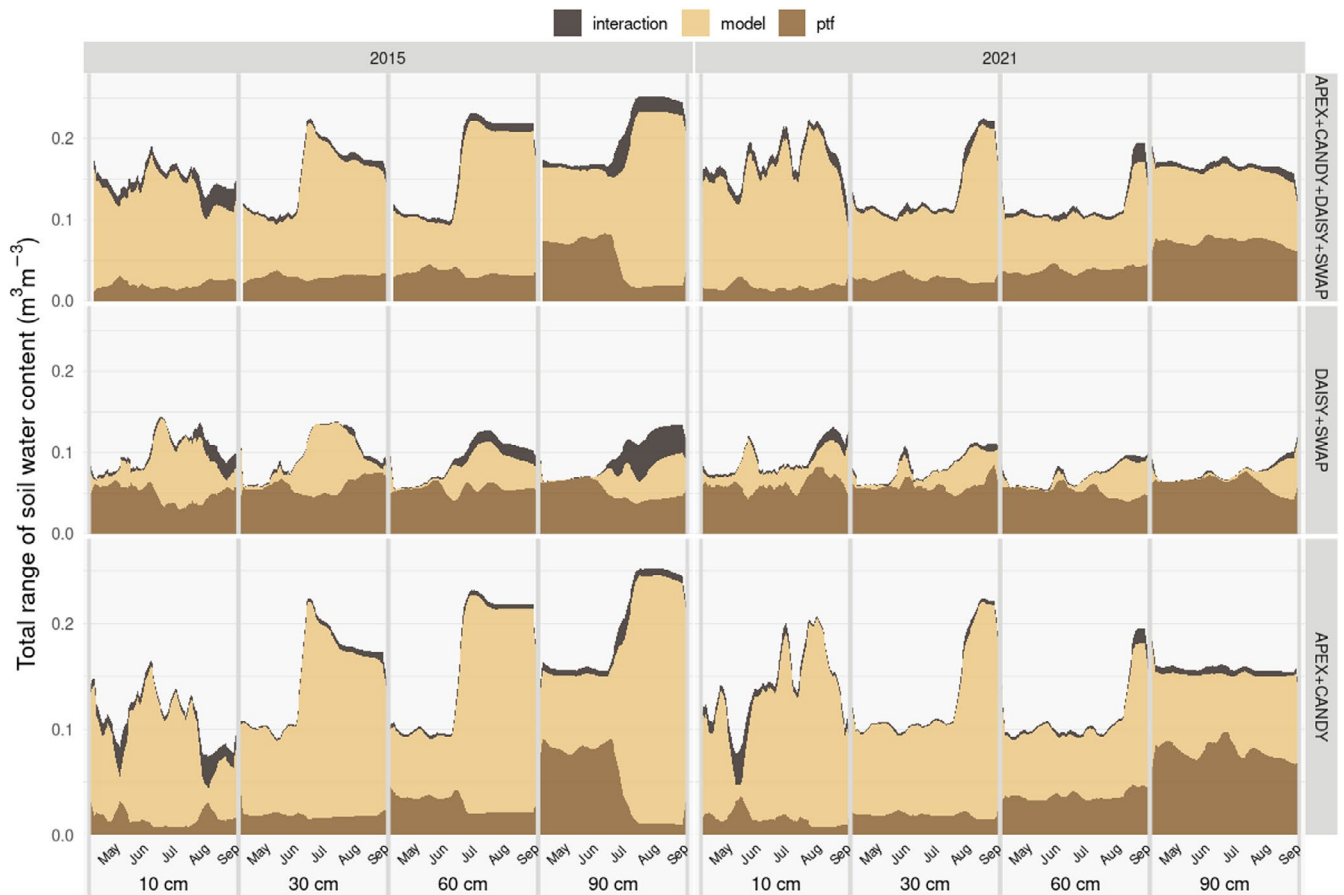 interaction model ptf
2015 2021
Total range of soil water content (m³m⁻³)
0.2
0.1
0.0
APEX+CANDY+DAISY+SWAP
0.2
0.1
0.0
DAISY+SWAP
0.2
0.1
0.0
APEX+CANDY
May Jun Jul Aug Sep May Jun Jul Aug Sep May Jun Jul Aug Sep May Jun Jul Aug Sep May Jun Jul Aug Sep May Jun Jul Aug Sep May Jun Jul Aug Sep May Jun Jul Aug Sep
10 cm 30 cm 60 cm 90 cm 10 cm 30 cm 60 cm 90 cm